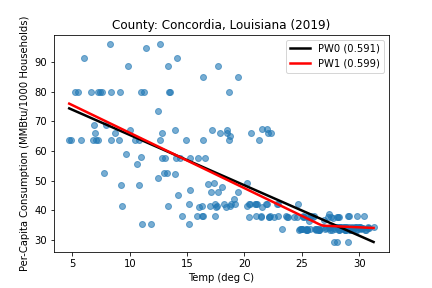 County: Concordia, Louisiana (2019)
PW0 (0.591)
PW1 (0.599)
Per-Capita Consumption (MMBtu/1000 Households)
90
80
70
60
50
40
30
5 10 15 20 25 30
Temp (deg C)